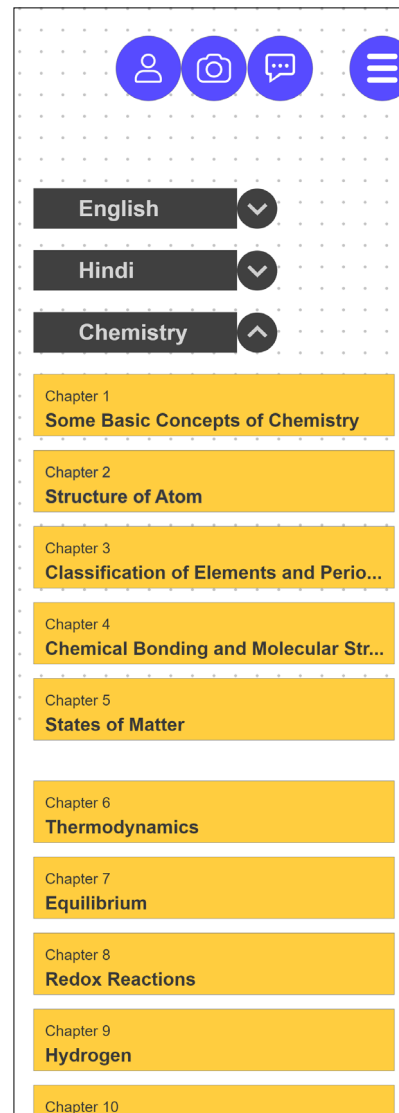 English
Hindi
Chemistry
Chapter 1
Some Basic Concepts of Chemistry
Chapter 2
Structure of Atom
Chapter 3
Classification of Elements and Perio...
Chapter 4
Chemical Bonding and Molecular Str...
Chapter 5
States of Matter
Chapter 6
Thermodynamics
Chapter 7
Equilibrium
Chapter 8
Redox Reactions
Chapter 9
Hydrogen
Chapter 10